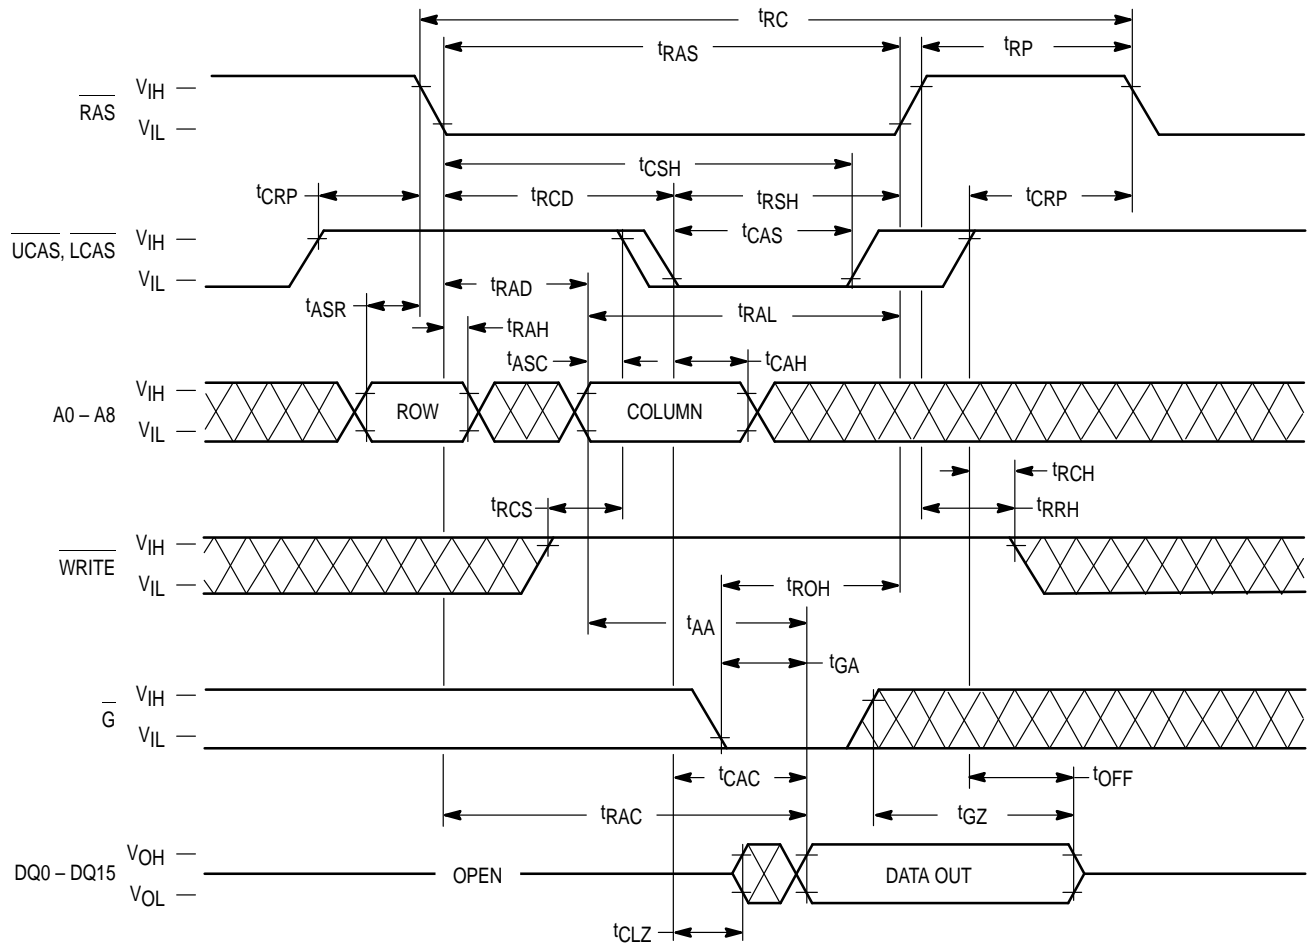 tRC
tRAS
tRP
RAS
VIH
VIL
tCSH
tCRP
tRCD
tRSH
tCRP
UCAS, LCAS
VIH
VIL
tCAS
tRAD
tASR
tRAL
tRAH
tASC
tCAH
A0 – A8
VIH
VIL
ROW
COLUMN
tRCH
tRCS
tRRH
WRITE
VIH
VIL
tROH
tAA
tGA
G
VIH
VIL
tCAC
tOFF
tRAC
tGZ
DQ0 – DQ15
VOH
VOL
OPEN
DATA OUT
tCLZ